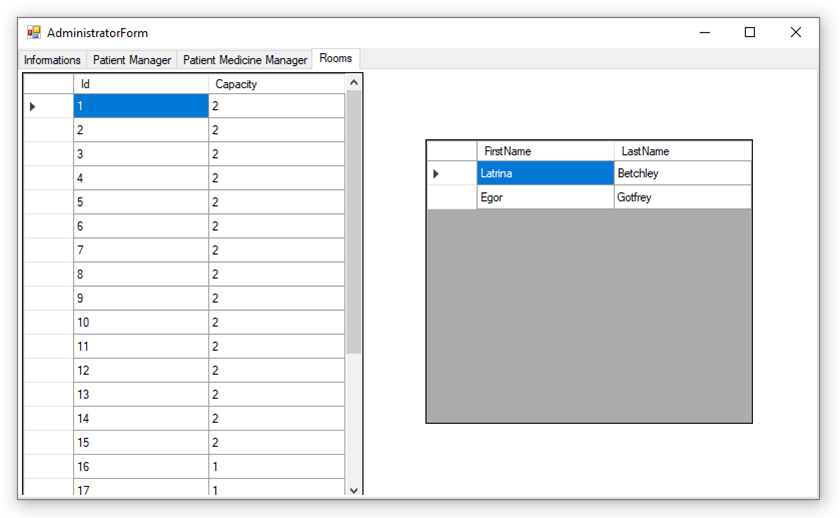 AdministratorForm
Informations Patient Manager Patient Medicine Manager Rooms
Id Capacity
1 2
2 2
3 2
4 2
5 2
6 2
7 2
8 2
9 2
10 2
11 2
12 2
13 2
14 2
15 2
16 1
17 1
FirstName LastName
Latrina Betchley
Egor Gotfrey